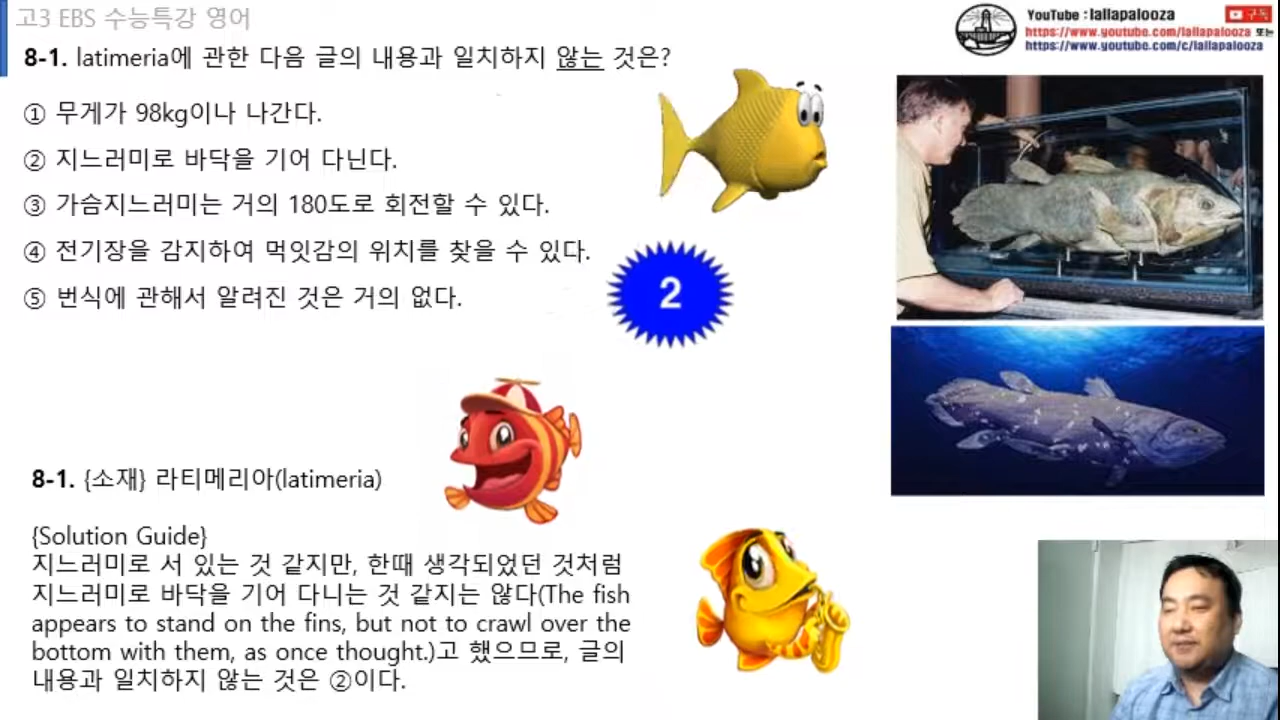 고3 EBS 수능특강 영어
YouTube : lallapalooza
구독
https://www.youtube.com/lallapalooza 또는
https://www.youtube.com/c/lallapalooza
8-1. latimeria에 관한 다음 글의 내용과 일치하지 않는 것은?
① 무게가 98kg이나 나간다.
② 지느러미로 바닥을 기어 다닌다.
③ 가슴지느러미는 거의 180도로 회전할 수 있다.
④ 전기장을 감지하여 먹잇감의 위치를 찾을 수 있다.
⑤ 번식에 관해서 알려진 것은 거의 없다.
2
8-1. {소재} 라티메리아(latimeria)
{Solution Guide}
지느러미로 서 있는 것 같지만, 한때 생각되었던 것처럼
지느러미로 바닥을 기어 다니는 것 같지는 않다(The fish
appears to stand on the fins, but not to crawl over the
bottom with them, as once thought.)고 했으므로, 글의
내용과 일치하지 않는 것은 ②이다.